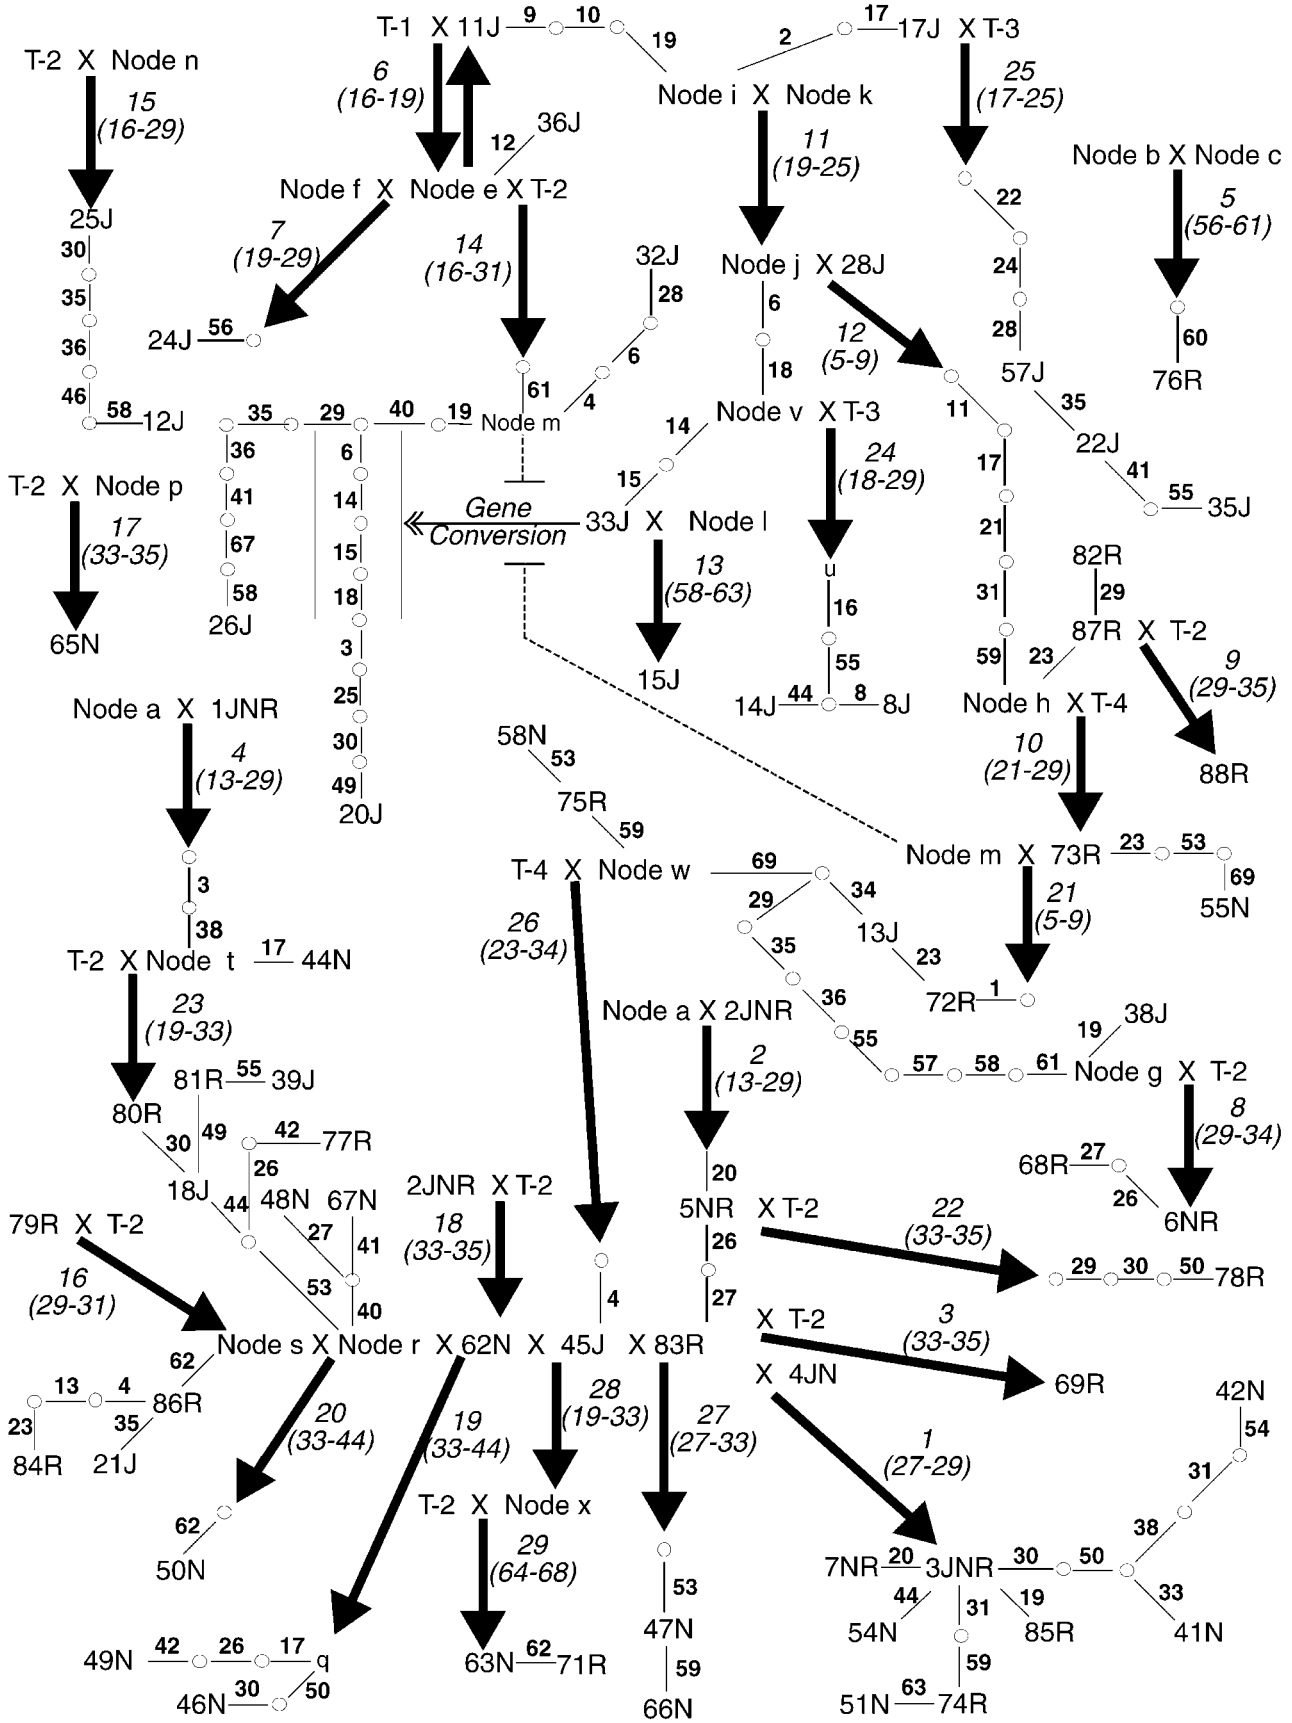 T-1 X 11J 9 10 19 2 17 17J X T-3
T-2 X Node n
6
(16-19)
Node i X Node k
25
(17-25)
15
(16-29)
36J
12
11
(19-25)
Node b X Node c
Node f X Node e X T-2
5
(56-61)
25J
22
7
(19-29)
14
(16-31)
32J
Node j X 28J
30
24
28
6
35
56
24J
6
12
(5-9)
28
60
36
18
57J
76R
46
61
4
11
35
58 12J
35 29 40 19 Node m
14
Node v X T-3
22J
36
6
17
41
24
(18-29)
15
55 35J
T-2 X Node p
41
14
Gene
Conversion
33J X Node l
21
17
(33-35)
67
15
13
(58-63)
u
82R
58
18
16
31
29
26J
87R X T-2
65N
3
59
23
9
(29-35)
55
15J
25
Node a X 1JNR
14J 44 8 8J
Node h X T-4
30
58N
10
(21-29)
4
(13-29)
53
88R
49
75R
20J
59
3
T-4 X Node w
69
Node m X 73R 23 53
69
29
34
21
(5-9)
55N
38
26
(23-34)
13J
T-2 X Node t 17 44N
35
23
23
(19-33)
36
72R 1
Node a X 2JNR
38J
19
55
2
(13-29)
57 58 61 Node g X T-2
81R 55 39J
80R
8
(29-34)
30
49
42 77R
26
20
68R 27
26
18J
2JNR X T-2
44
48N 67N
5NR X T-2
22
(33-35)
6NR
79R X T-2
18
(33-35)
27
41
26
16
(29-31)
29 30 50 78R
53
40
4
27
X T-2
3
(33-35)
Node s X Node r X 62N X 45J X 83R
62
X 4JN
69R
13 4 86R
28
(19-33)
42N
23
35
20
(33-44)
19
(33-44)
27
(27-33)
1
(27-29)
54
84R 21J
31
T-2 X Node x
62
38
29
(64-68)
50N
7NR 20 3JNR 30 50
53
44
31
19
33
47N
54N
85R
41N
49N 42 26 17 q
63N 62 71R
59
59
46N 30 50
66N
51N 63 74R